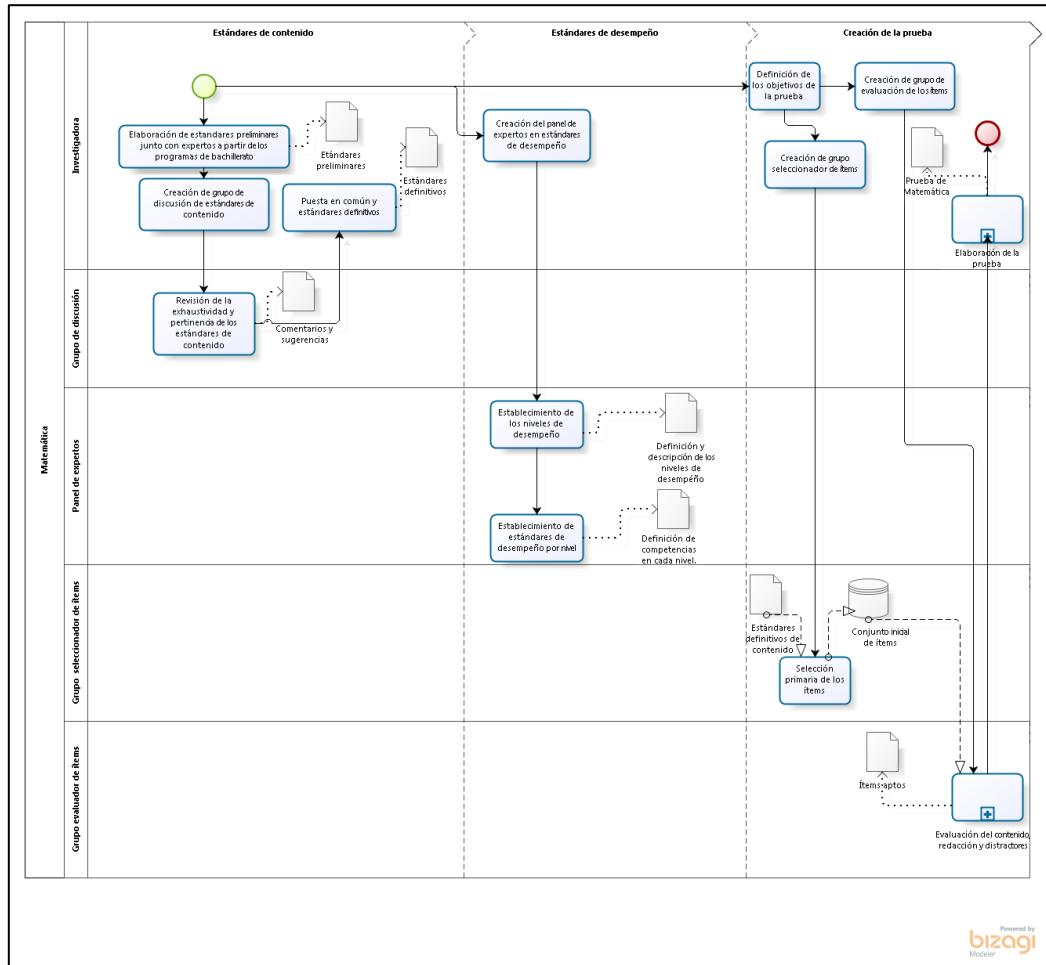 Estándares de contenido
Estándares de desempeño
Creación de la prueba
Matemática
Investigadora
Elaboración de estandares preliminares
junto con expertos a partir de los
programas de bachillerato
Etándares
preliminares
Creación de grupo de
discusión de estándares de
contenido
Puesta en común y
estándares definitivos
Estándares
definitivos
Creación del panel de
expertos en estándares
de desempeño
Definición de
los objetivos de
la prueba
Creación de grupo de
evaluación de los ítems
Creación de grupo
seleccionador de ítems
Prueba de
Matemática
Elaboración de la
prueba
Grupo de discusión
Revisión de la
exhaustividad y
pertinencia de los
estándares de
contenido
Comentarios y
sugerencias
Panel de expertos
Establecimiento de
los niveles de
desempeño
Definición y
descripción de los
niveles de
desempéño
Establecimiento de
estándares de
desempeño por nivel
Definición de
competencias
en cada nivel.
Grupo seleccionador de ítems
Estándares
definitivos de
contenido
Conjunto inicial
de ítems
Selección
primaria de los
ítems
Grupo evaluador de ítems
Ítems aptos
Evaluación del contenido,
redacción y distractores
Powered by
bizagi
Modeler